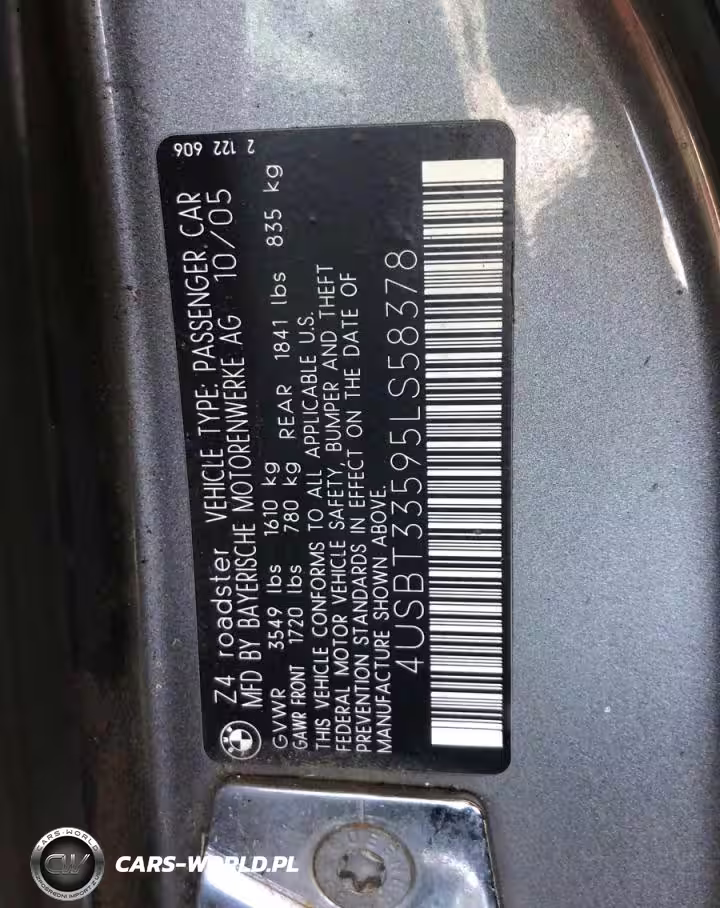 2 122 606
Z4 roadster VEHICLE TYPE: PASSENGER CAR
MFD BY BAYERISCHE MOTORENWERKE AG 10/05
GVWR 3549 lbs 1610 kg
GAWR FRONT 1720 lbs 780 kg REAR 1841 lbs 835 kg
THIS VEHICLE CONFORMS TO ALL APPLICABLE U.S.
FEDERAL MOTOR VEHICLE SAFETY, BUMPER AND THEFT
PREVENTION STANDARDS IN EFFECT ON THE DATE OF
MANUFACTURE SHOWN ABOVE.
4USBT33595LS58378
CARS-WORLD
CW
CARS-WORLD.PL